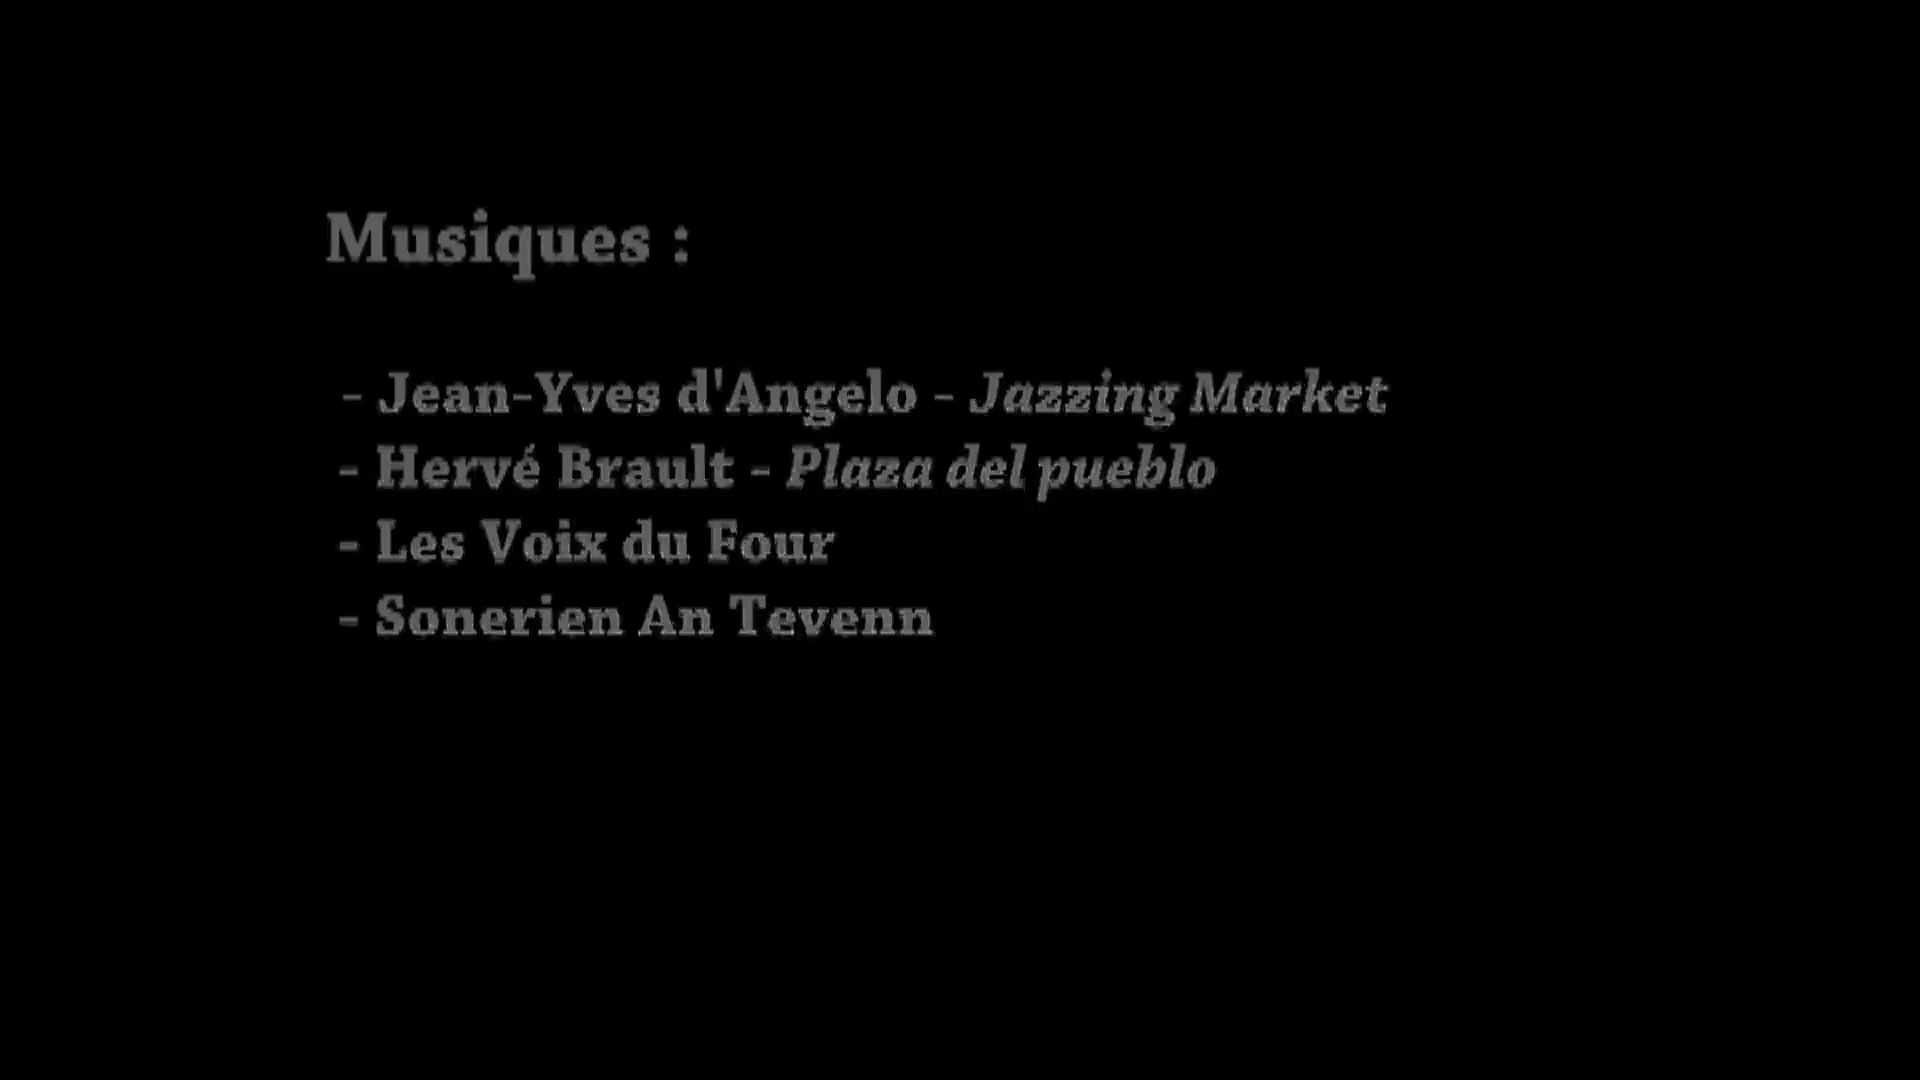 Musiques :
- Jean-Yves d'Angelo - Jazzing Market
- Hervé Brault - Plaza del pueblo
- Les Voix du Four
- Sonerien An Tevenn